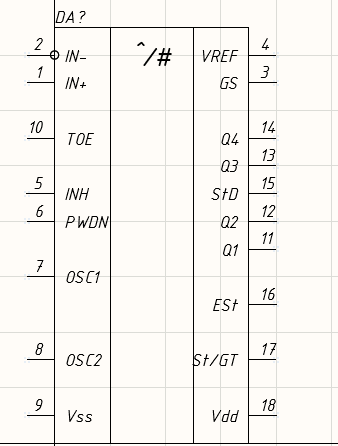 DA?
2 IN- ^/# VREF 4
1 IN+ GS 3
10 TOE Q4 14
Q3 13
5 INH StD 15
6 PWDN Q2 12
Q1 11
7 OSC1
ESt 16
8 OSC2 St/GT 17
9 Vss Vdd 18